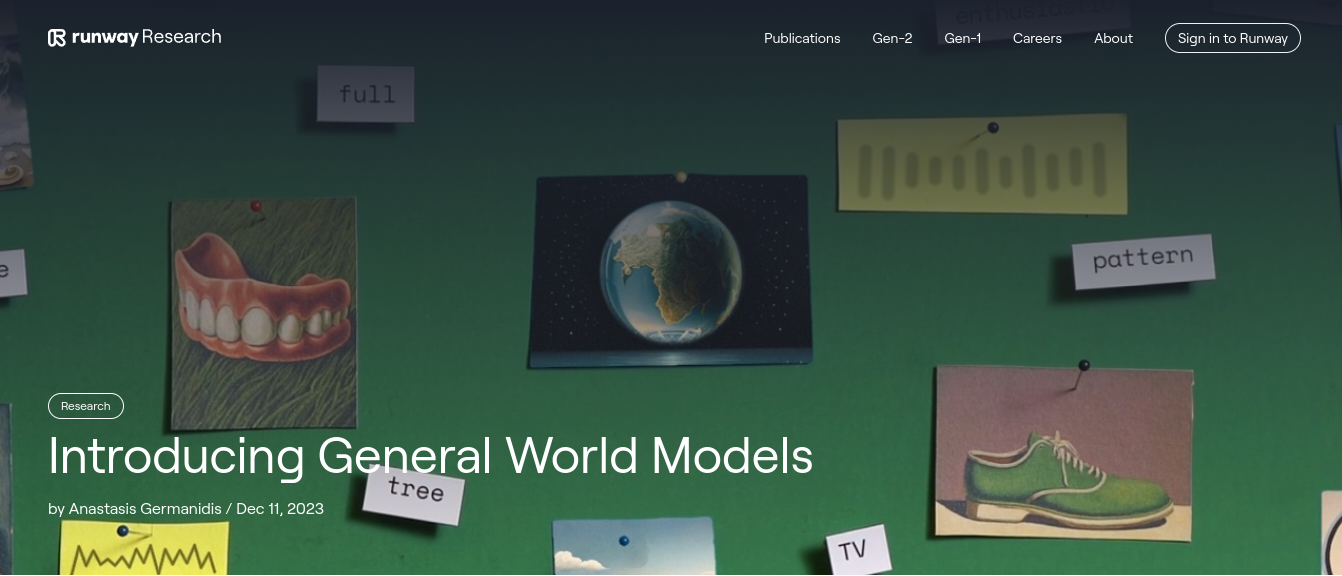 runway Research
Publications
Gen-2
Gen-1
Careers
About
Sign in to Runway
enthusiastic
full
pattern
e
Research
Introducing General World Models
tree
by Anastasis Germanidis / Dec 11, 2023
TV